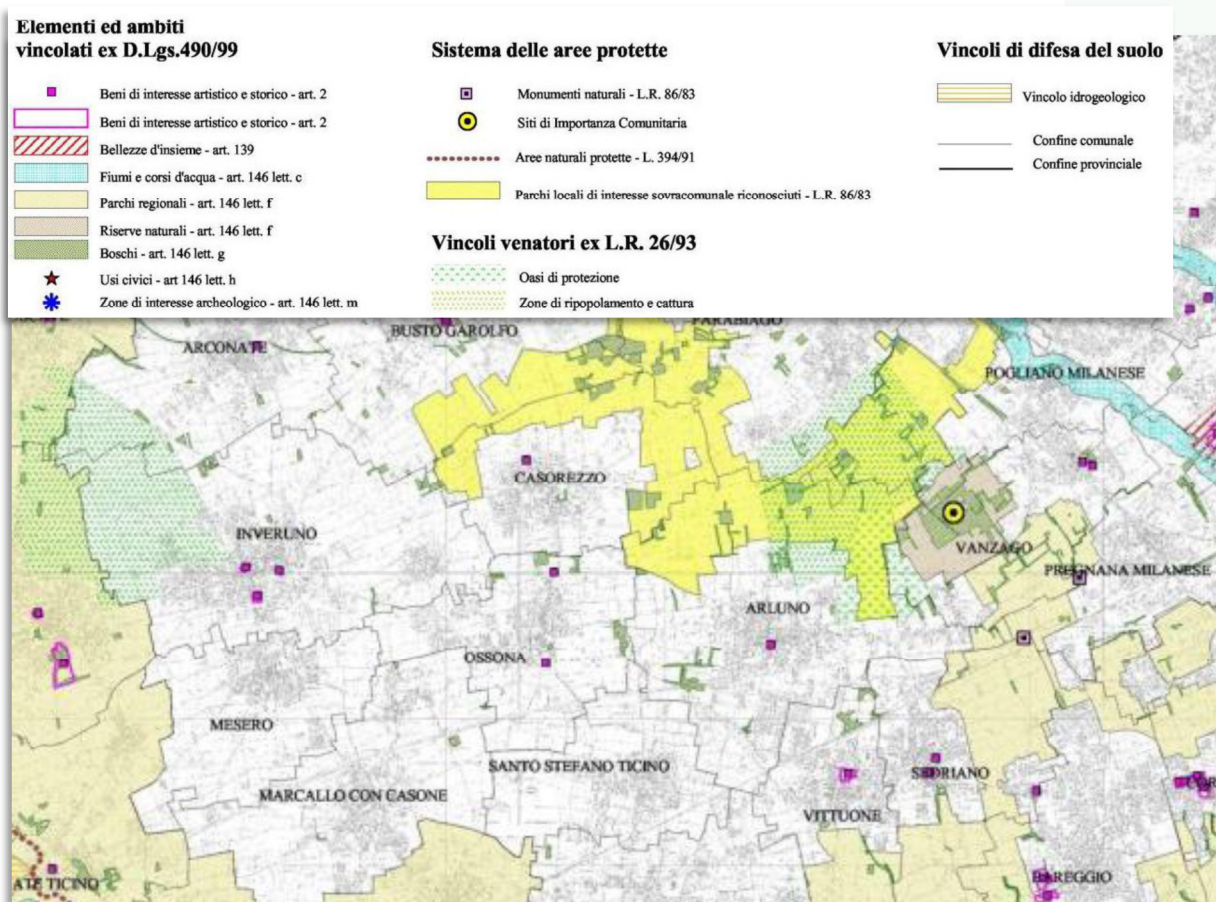 Elementi ed ambiti
vincolati ex D.Lgs.490/99
Beni di interesse artistico e storico - art. 2
Beni di interesse artistico e storico - art. 2
Bellezze d'insieme - art. 139
Fiumi e corsi d'acqua - art. 146 lett. c
Parchi regionali - art. 146 lett. f
Riserve naturali - art. 146 lett. f
Boschi - art. 146 lett. g
Usi civici - art 146 lett. h
Zone di interesse archeologico - art. 146 lett. m
Sistema delle aree protette
Monumenti naturali - L.R. 86/83
Siti di Importanza Comunitaria
Aree naturali protette - L. 394/91
Parchi locali di interesse sovracomunale riconosciuti - L.R. 86/83
Vincoli venatori ex L.R. 26/93
Oasi di protezione
Zone di ripopolamento e cattura
Vincoli di difesa del suolo
Vincolo idrogeologico
Confine comunale
Confine provinciale
BUSTO GAROLFO
PARABIAGO
ARCONATE
POGLIANO MILANESE
CASOREZZO
INVERUNO
VANZAGO
PREGNANA MILANESE
ARLUNO
OSSONA
MESERO
SANTO STEFANO TICINO
SEDRIANO
COR
MARCALLO CON CASONE
VITTUONE
BAREGGIO
ATE TICINO